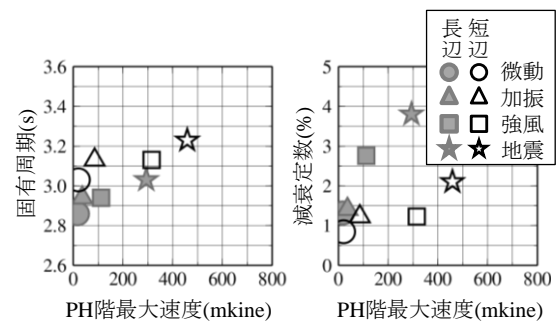 長 短
辺 辺
微動
加振
強風
地震
3.6
3.4
3.2
3.0
2.8
2.6
固有周期(s)
0 200 400 600 800
PH階最大速度(mkine)
5
4
3
2
1
0
減衰定数(%)
0 200 400 600 800
PH階最大速度(mkine)